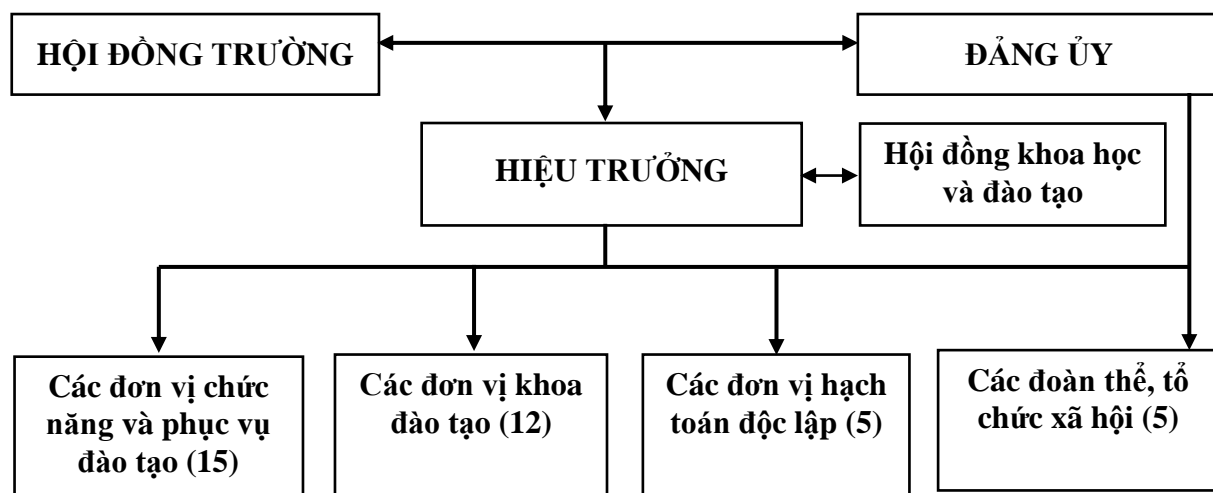 HỘI ĐỒNG TRƯỜNG
ĐẢNG ỦY
HIỆU TRƯỞNG
Hội đồng khoa học
và đào tạo
Các đơn vị chức
năng và phục vụ
đào tạo (15)
Các đơn vị khoa
đào tạo (12)
Các đơn vị hạch
toán độc lập (5)
Các đoàn thể, tổ
chức xã hội (5)